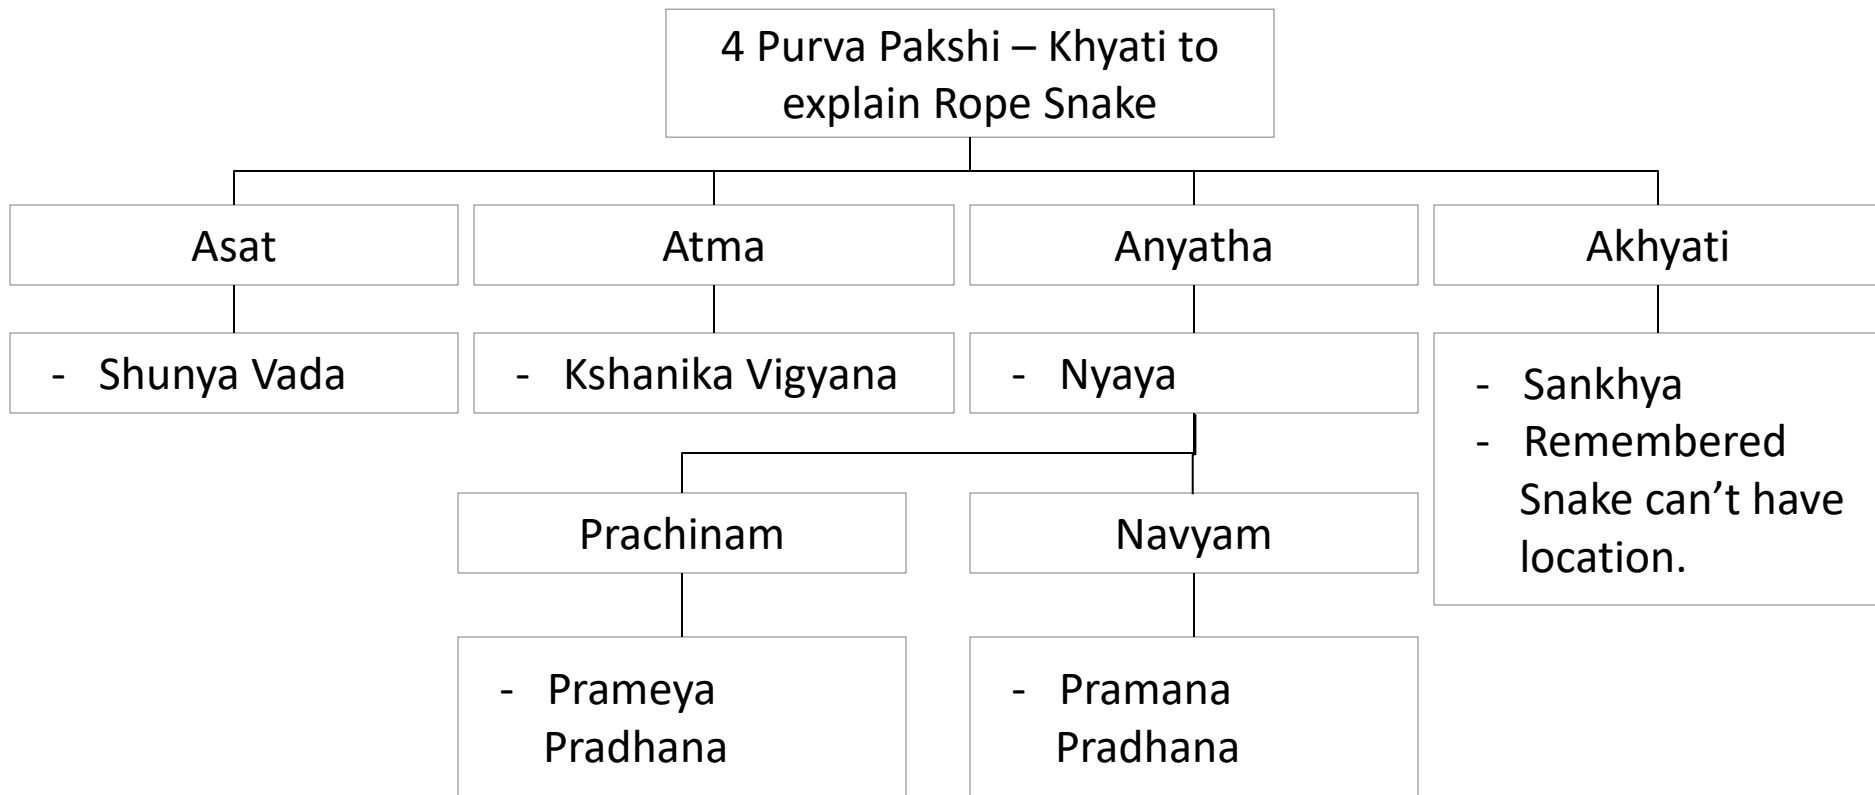 4 Purva Pakshi – Khyati to
explain Rope Snake
Asat
Atma
Anyatha
Akhyati
- Shunya Vada
- Kshanika Vigyana
- Nyaya
- Sankhya
- Remembered
Snake can’t have
location.
Prachinam
Navyam
- Prameya
Pradhana
- Pramana
Pradhana